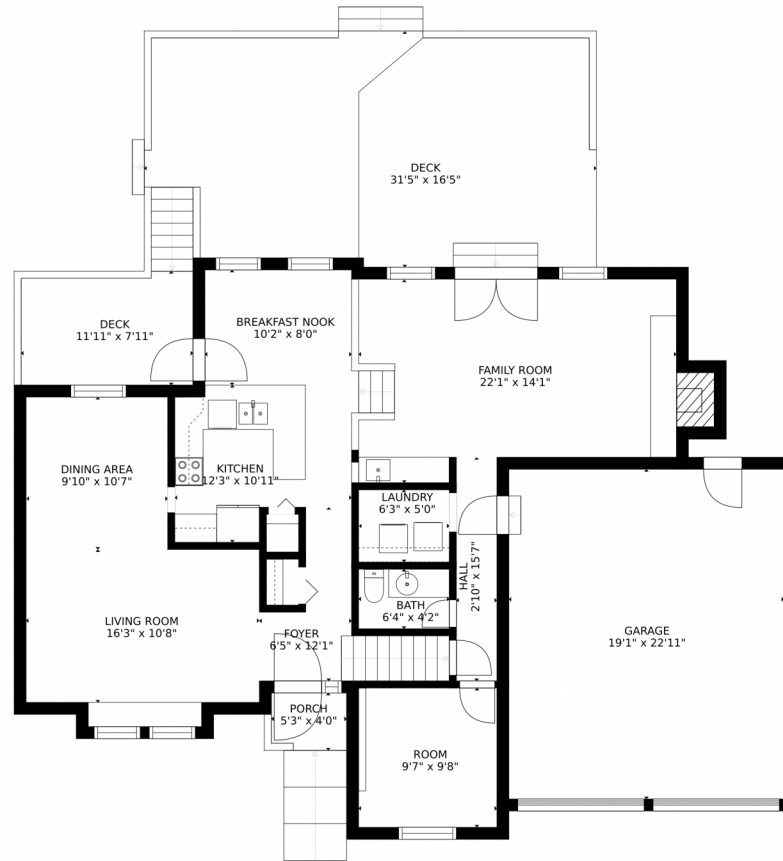 DECK
31'5" x 16'5"
DECK
11'11" x 7'11"
BREAKFAST NOOK
10'2" x 8'0"
FAMILY ROOM
22'1" x 14'1"
DINING AREA
9'10" x 10'7"
KITCHEN
12'3" x 10'11"
LAUNDRY
6'3" x 5'0"
HALL
2'10" x 15'7"
BATH
6'4" x 4'2"
LIVING ROOM
16'3" x 10'8"
FOYER
6'5" x 12'1"
GARAGE
19'1" x 22'11"
PORCH
5'3" x 4'0"
ROOM
9'7" x 9'8"